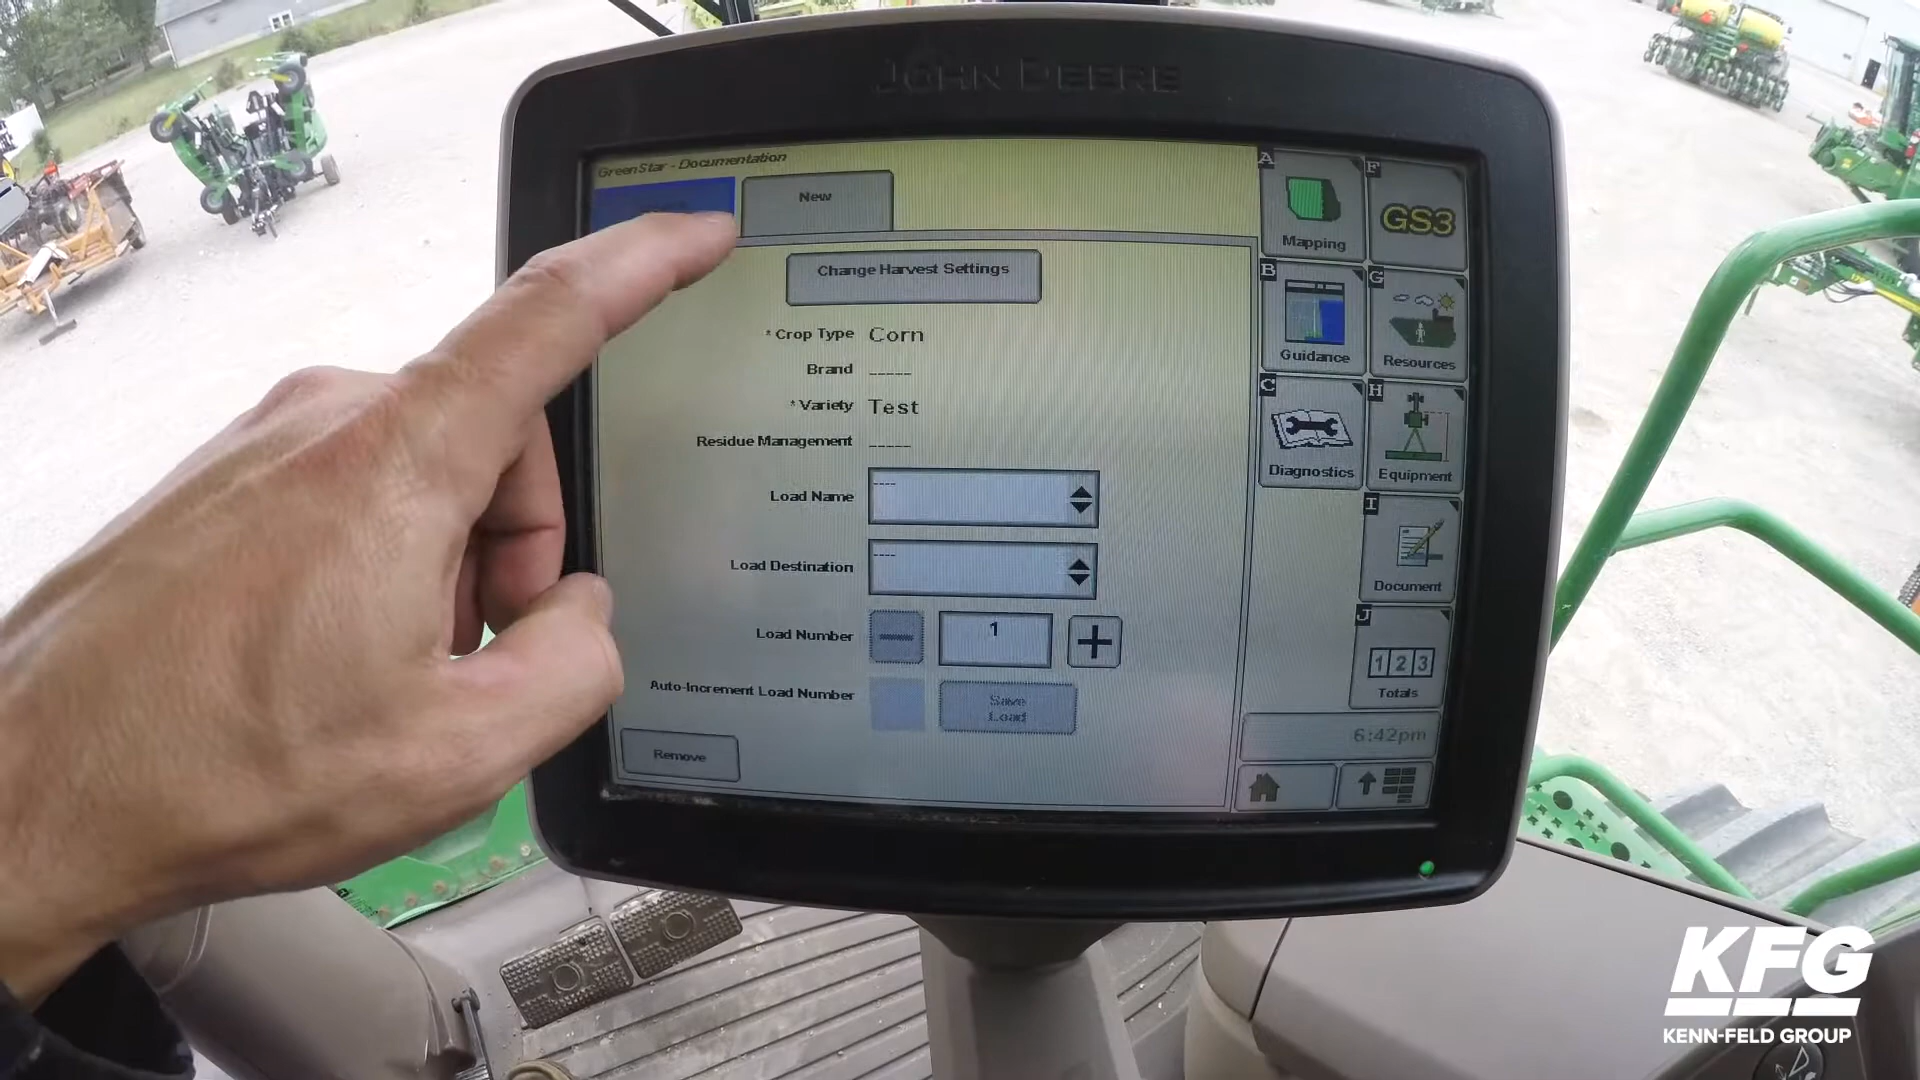 JOHN DEERE
GreenStar - Documentation
New
Change Harvest Settings
* Crop Type Corn
Brand -----
* Variety Test
Residue Management -----
Load Name ----
Load Destination ----
Load Number 1
Auto-Increment Load Number
Save
Load
Remove
A
Mapping
F
GS3
B
Guidance
G
Resources
C
Diagnostics
H
Equipment
I
Document
J
1 2 3
Totals
6:42pm
KFG
KENN-FELD GROUP